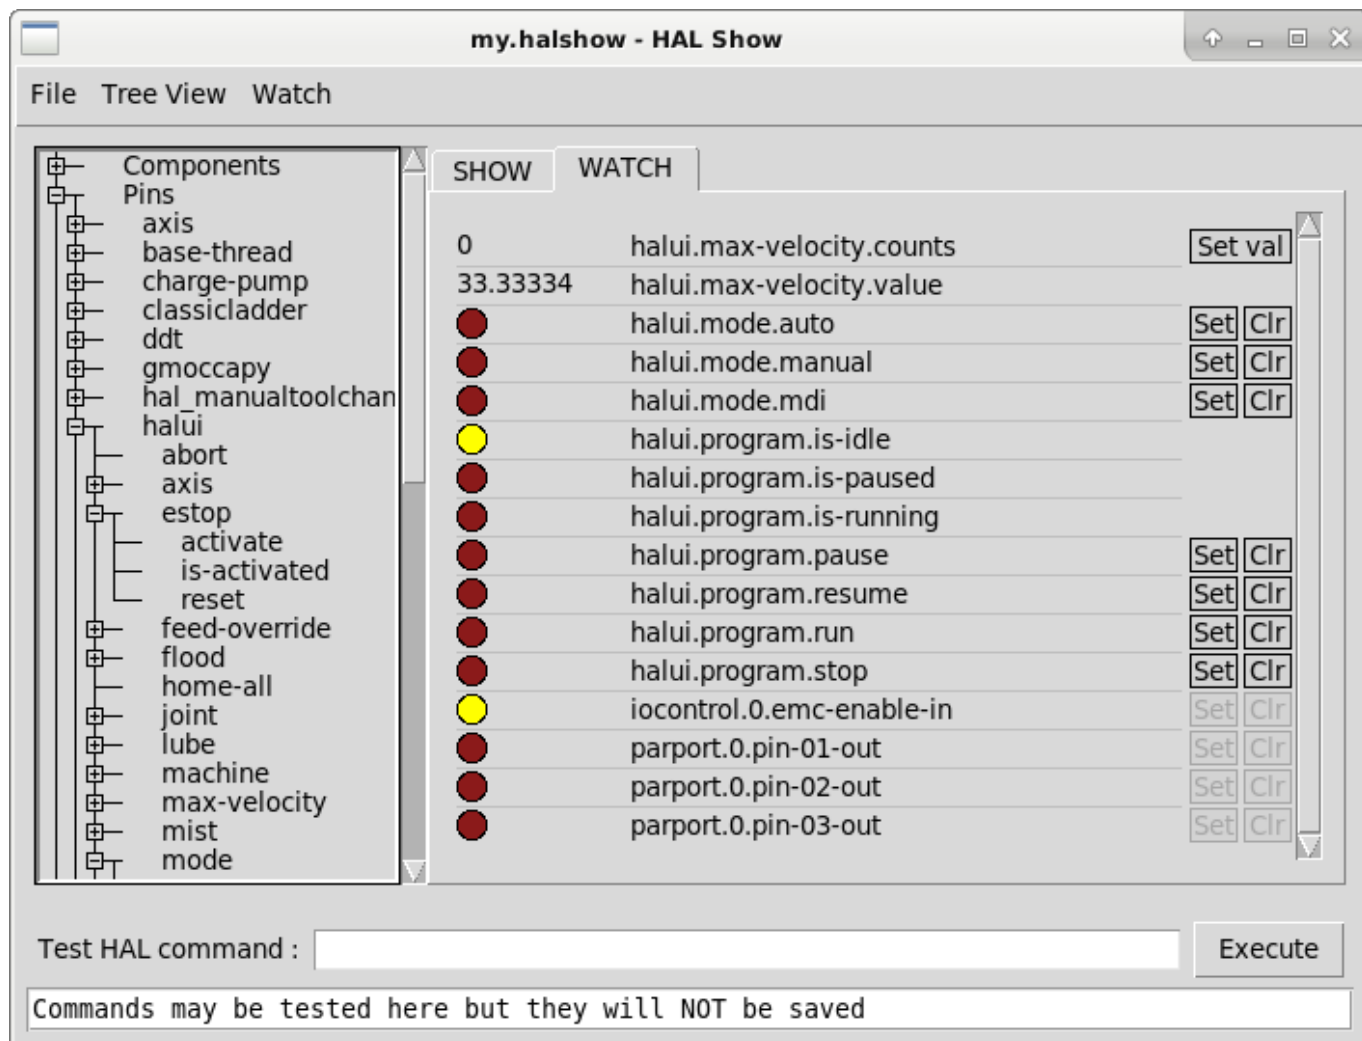 my.halshow - HAL Show
File Tree View Watch
Components
Pins
axis
base-thread
charge-pump
classicladder
ddt
gmoccapy
hal_manualtoolchan
halui
abort
axis
estop
activate
is-activated
reset
feed-override
flood
home-all
joint
lube
machine
max-velocity
mist
mode
SHOW WATCH
0 halui.max-velocity.counts Set val
33.33334 halui.max-velocity.value
halui.mode.auto Set Clr
halui.mode.manual Set Clr
halui.mode.mdi Set Clr
halui.program.is-idle
halui.program.is-paused
halui.program.is-running
halui.program.pause Set Clr
halui.program.resume Set Clr
halui.program.run Set Clr
halui.program.stop Set Clr
iocontrol.0.emc-enable-in Set Clr
parport.0.pin-01-out Set Clr
parport.0.pin-02-out Set Clr
parport.0.pin-03-out Set Clr
Test HAL command : Execute
Commands may be tested here but they will NOT be saved